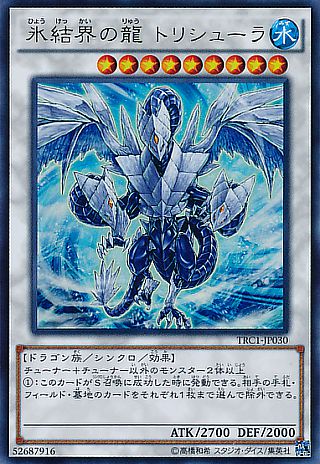 氷結界の龍 トリシューラ
水
TRC1-JP030
【ドラゴン族／シンクロ／効果】
チューナー＋チューナー以外のモンスター２体以上
①：このカードがＳ召喚に成功した時に発動できる。相手の手札・
フィールド・墓地のカードをそれぞれ１枚まで選んで除外できる。
ATK/2700 DEF/2000
52687916 ©高橋和希 スタジオ・ダイス/集英社